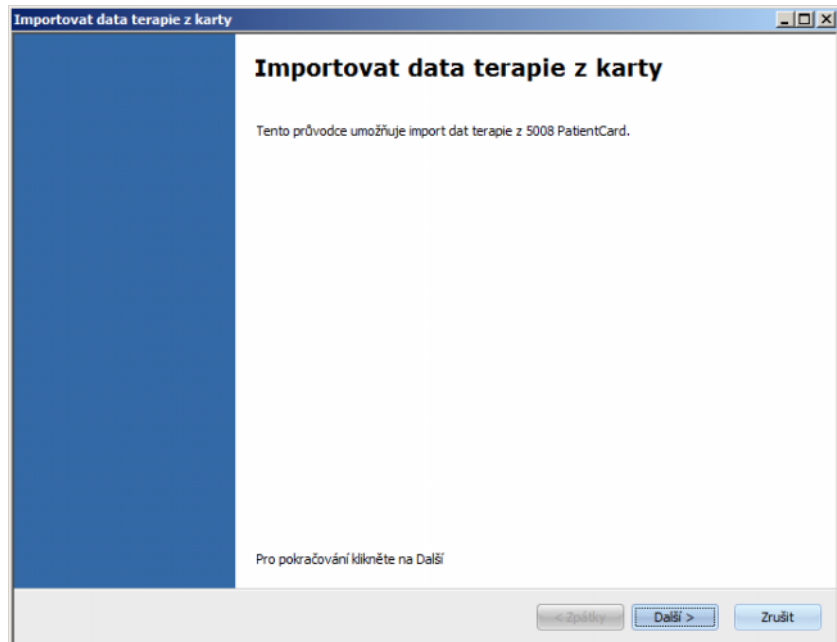 Importovat data terapie z karty
Importovat data terapie z karty
Tento průvodce umožňuje import dat terapie z 5008 PatientCard.
Pro pokračování klikněte na Další
< Zpátky
Další >
Zrušit